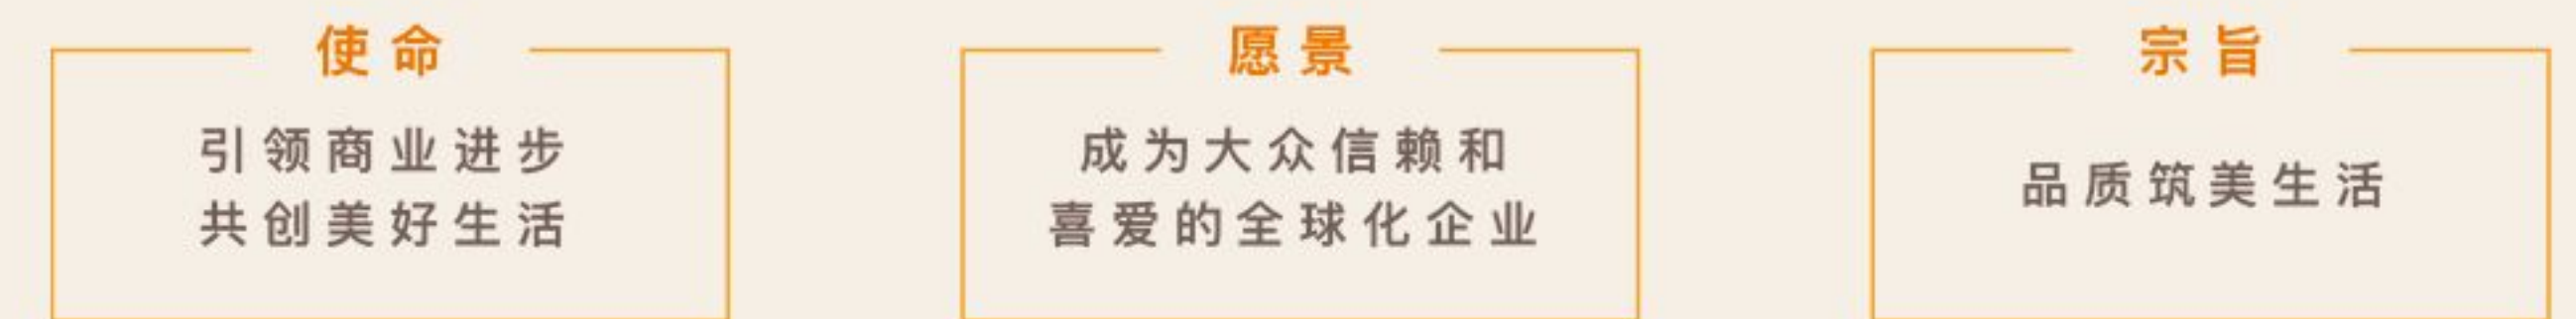 使命
引领商业进步
共创美好生活
愿景
成为大众信赖和
喜爱的全球化企业
宗旨
品质筑美生活